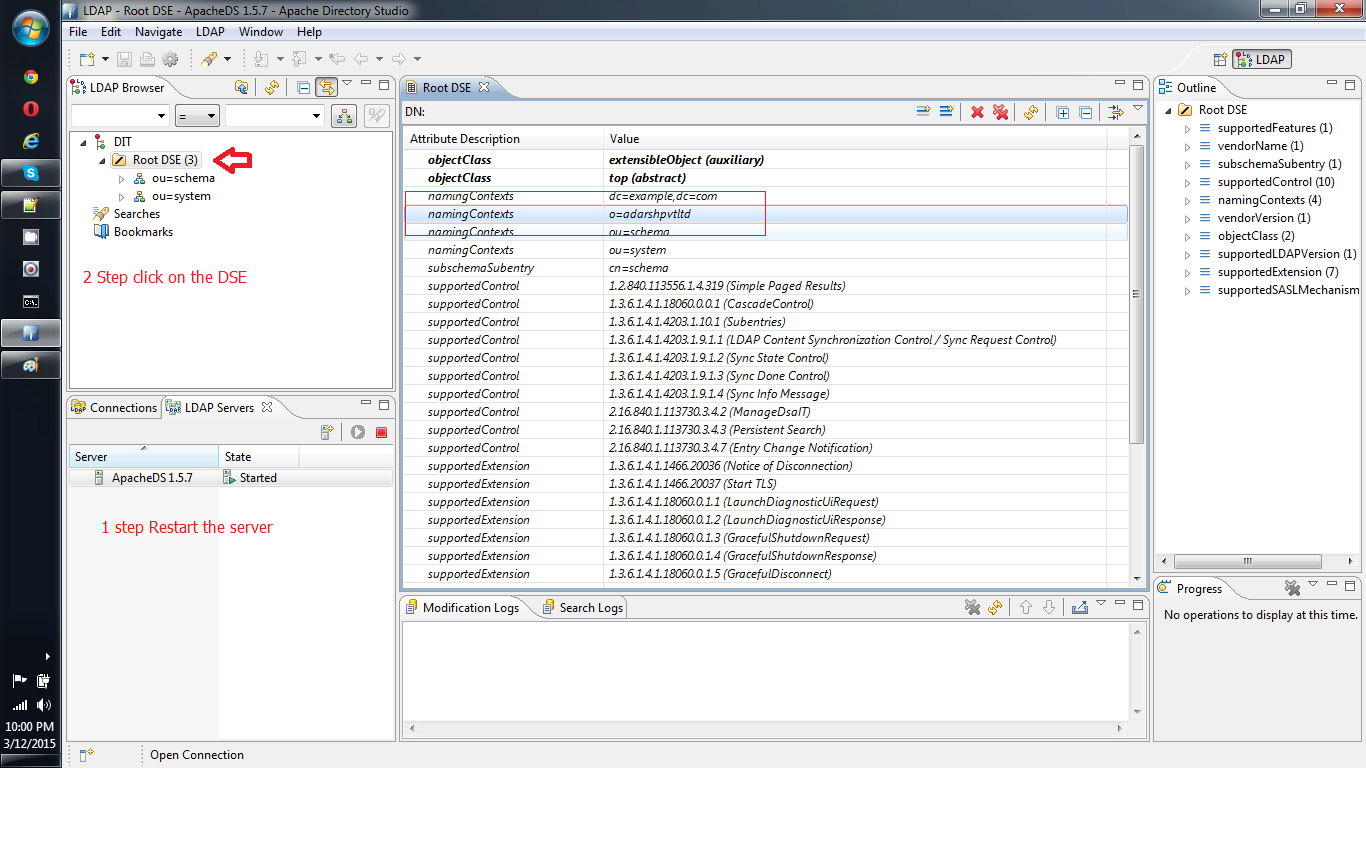 LDAP - Root DSE - ApacheDS 1.5.7 - Apache Directory Studio
File Edit Navigate LDAP Window Help
LDAP
LDAP Browser
=
DIT
Root DSE (3)
ou=schema
ou=system
Searches
Bookmarks
2 Step click on the DSE
Connections LDAP Servers
Server State
ApacheDS 1.5.7 Started
1 step Restart the server
Root DSE
DN:
Attribute Description Value
objectClass extensibleObject (auxiliary)
objectClass top (abstract)
namingContexts dc=example,dc=com
namingContexts o=adarshpvtltd
namingContexts ou=schema
namingContexts ou=system
subschemaSubentry cn=schema
supportedControl 1.2.840.113556.1.4.319 (Simple Paged Results)
supportedControl 1.3.6.1.4.1.18060.0.0.1 (CascadeControl)
supportedControl 1.3.6.1.4.1.4203.1.10.1 (Subentries)
supportedControl 1.3.6.1.4.1.4203.1.9.1.1 (LDAP Content Synchronization Control / Sync Request Control)
supportedControl 1.3.6.1.4.1.4203.1.9.1.2 (Sync State Control)
supportedControl 1.3.6.1.4.1.4203.1.9.1.3 (Sync Done Control)
supportedControl 1.3.6.1.4.1.4203.1.9.1.4 (Sync Info Message)
supportedControl 2.16.840.1.113730.3.4.2 (ManageDsaIT)
supportedControl 2.16.840.1.113730.3.4.3 (Persistent Search)
supportedControl 2.16.840.1.113730.3.4.7 (Entry Change Notification)
supportedExtension 1.3.6.1.4.1.1466.20036 (Notice of Disconnection)
supportedExtension 1.3.6.1.4.1.1466.20037 (Start TLS)
supportedExtension 1.3.6.1.4.1.18060.0.1.1 (LaunchDiagnosticUiRequest)
supportedExtension 1.3.6.1.4.1.18060.0.1.2 (LaunchDiagnosticUiResponse)
supportedExtension 1.3.6.1.4.1.18060.0.1.3 (GracefulShutdownRequest)
supportedExtension 1.3.6.1.4.1.18060.0.1.4 (GracefulShutdownResponse)
supportedExtension 1.3.6.1.4.1.18060.0.1.5 (GracefulDisconnect)
Modification Logs Search Logs
Outline
Root DSE
supportedFeatures (1)
vendorName (1)
subschemaSubentry (1)
supportedControl (10)
namingContexts (4)
vendorVersion (1)
objectClass (2)
supportedLDAPVersion (1)
supportedExtension (7)
supportedSASLMechanism
Progress
No operations to display at this time.
10:00 PM
3/12/2015
Open Connection